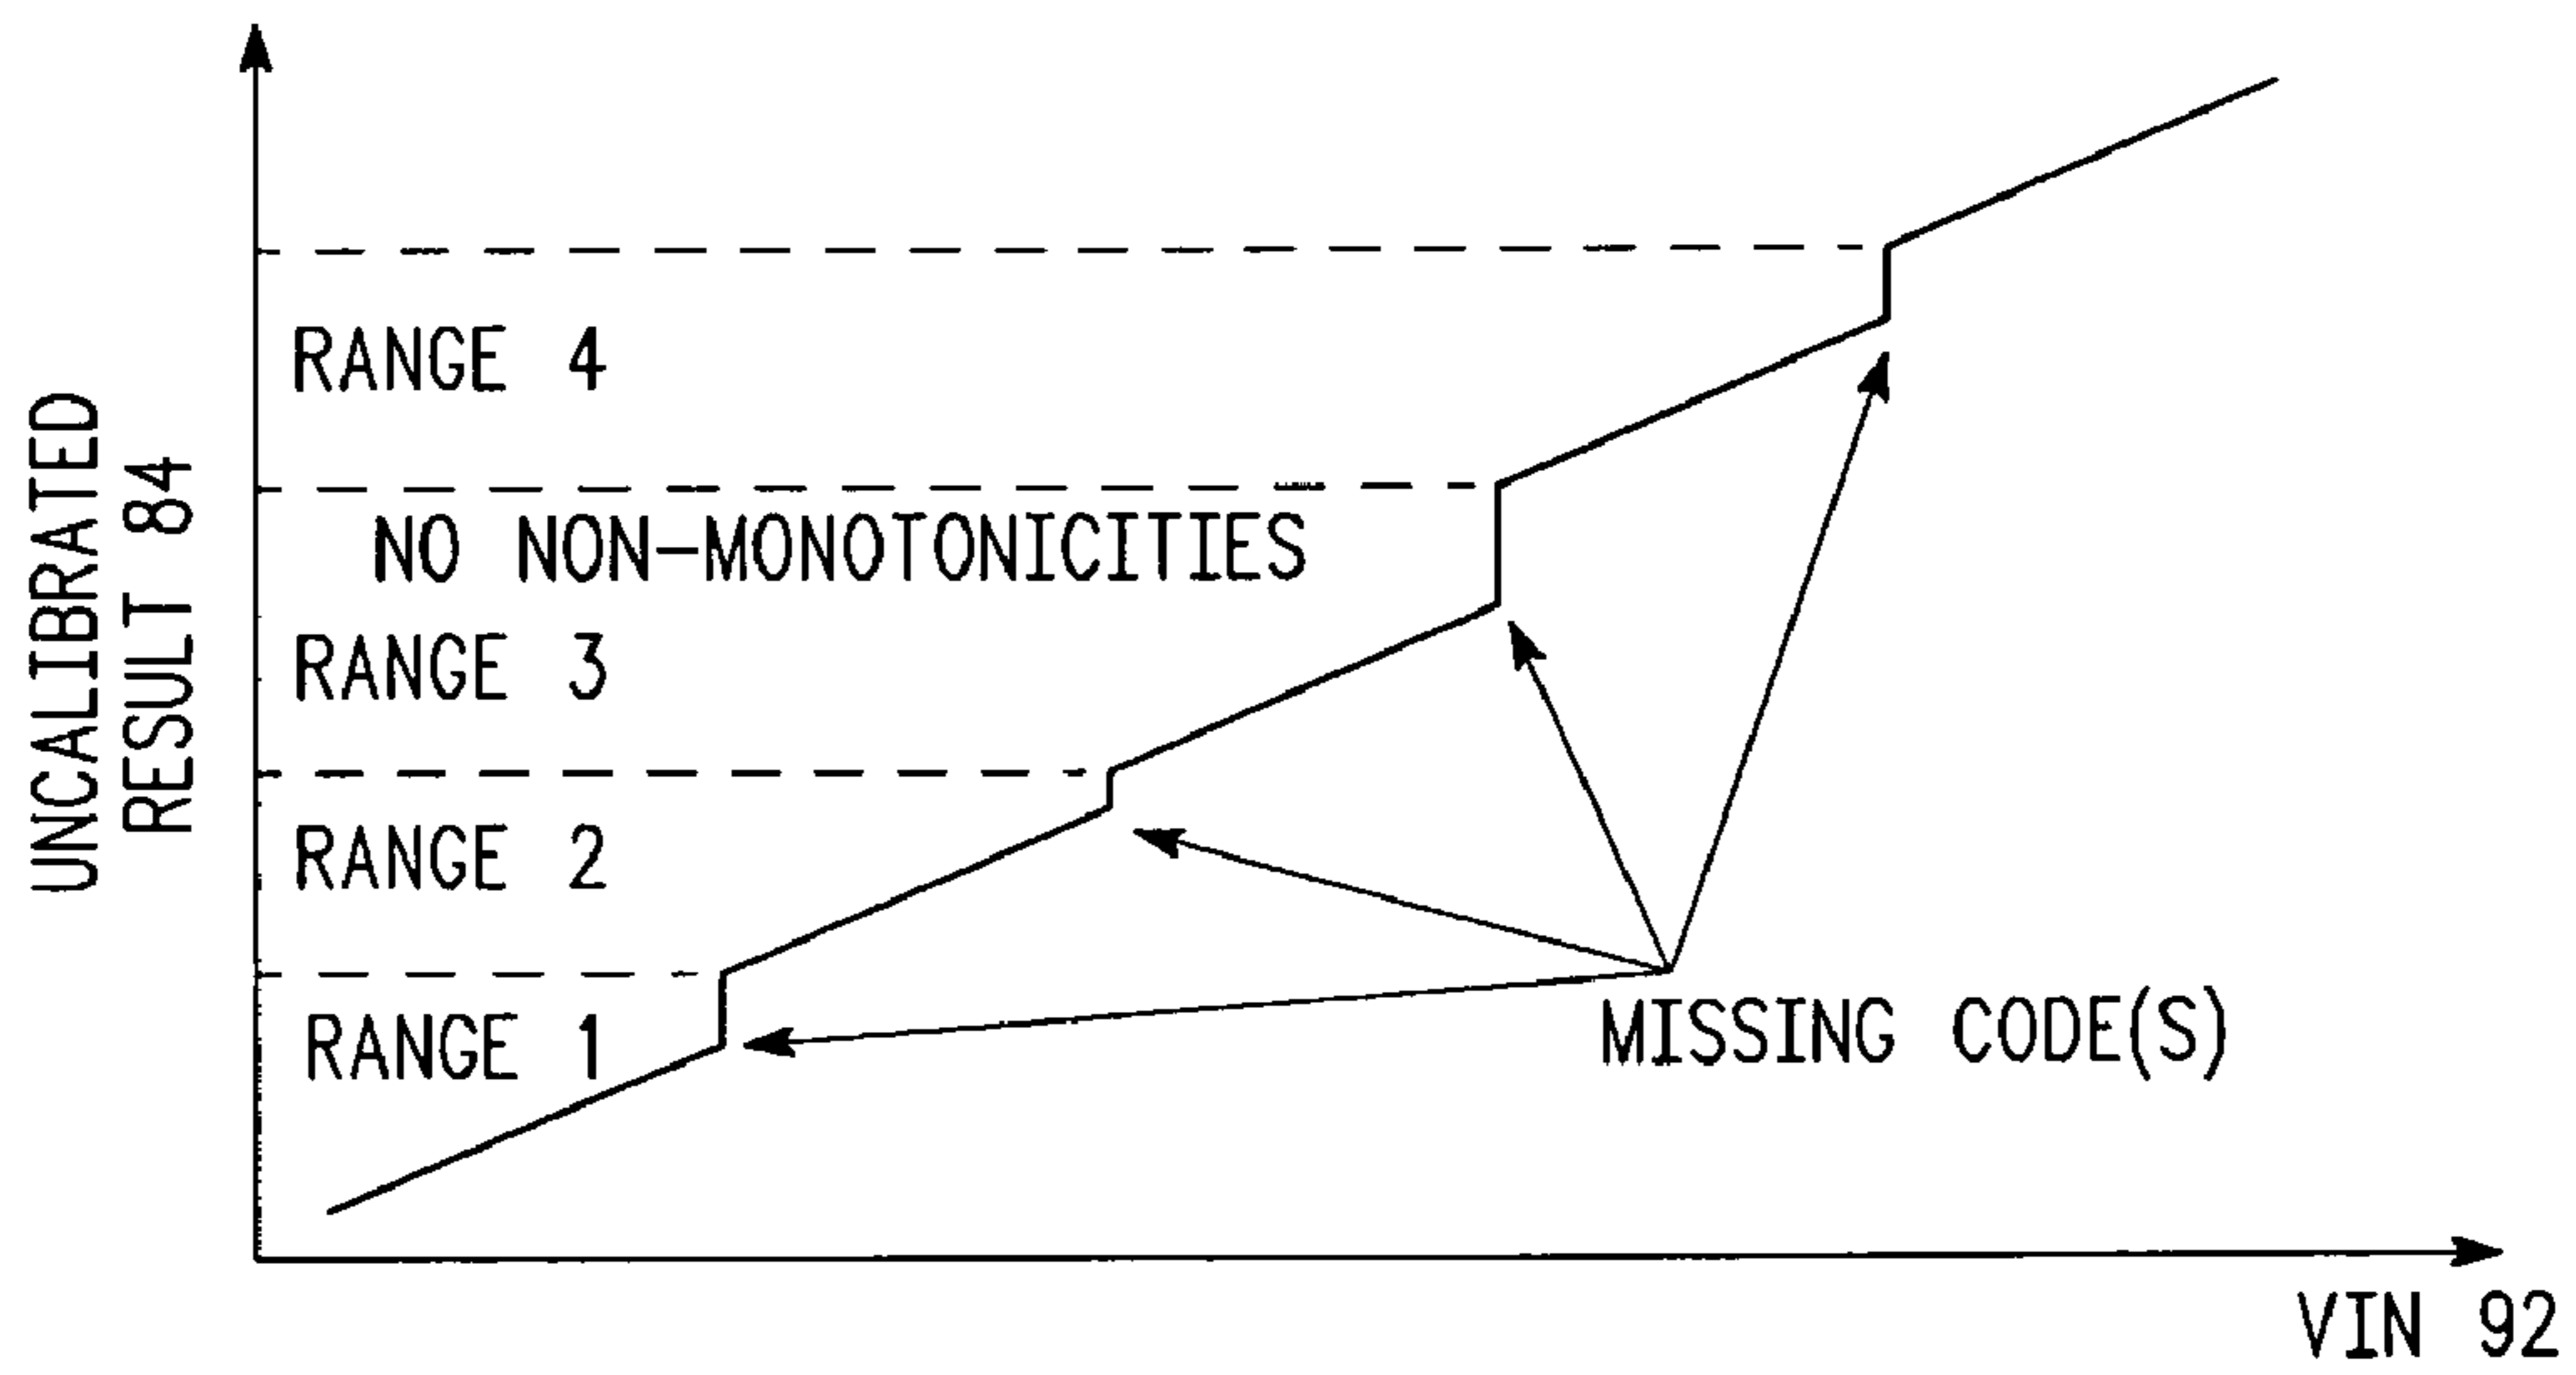 UNCALIBRATED
RESULT 84
RANGE 4
NO NON-MONOTONICITIES
RANGE 3
RANGE 2
RANGE 1
MISSING CODE(S)
VIN 92